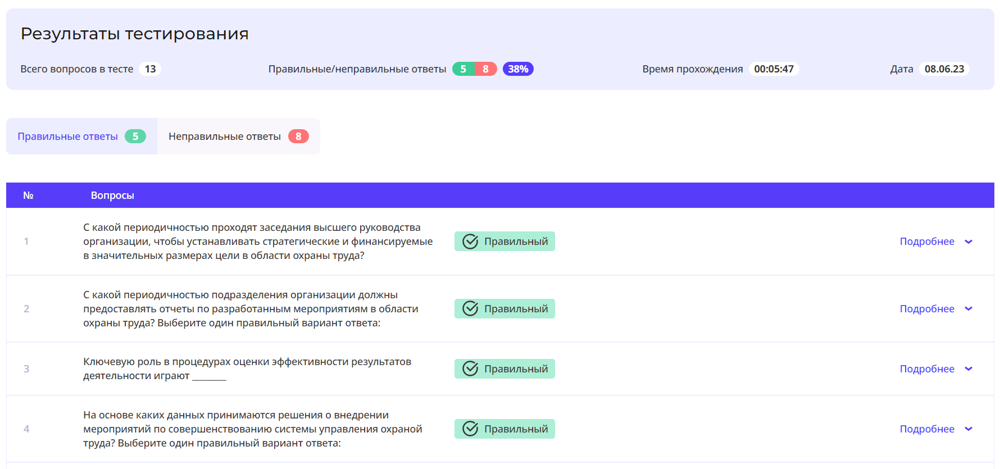 Результаты тестирования
Всего вопросов в тесте 13 Правильные/неправильные ответы 5 8 38% Время прохождения 00:05:47 Дата 08.06.23
Правильные ответы 5 Неправильные ответы 8
№ Вопросы
С какой периодичностью проходят заседания высшего руководства
1 организации, чтобы устанавливать стратегические и финансируемые Правильный Подробнее
в значительных размерах цели в области охраны труда?
С какой периодичностью подразделения организации должны
2 предоставлять отчеты по разработанным мероприятиям в области Правильный Подробнее
охраны труда? Выберите один правильный вариант ответа:
3 Ключевую роль в процедурах оценки эффективности результатов Правильный Подробнее
деятельности играют _______
На основе каких данных принимаются решения о внедрении
4 мероприятий по совершенствованию системы управления охраной Правильный Подробнее
труда? Выберите один правильный вариант ответа: